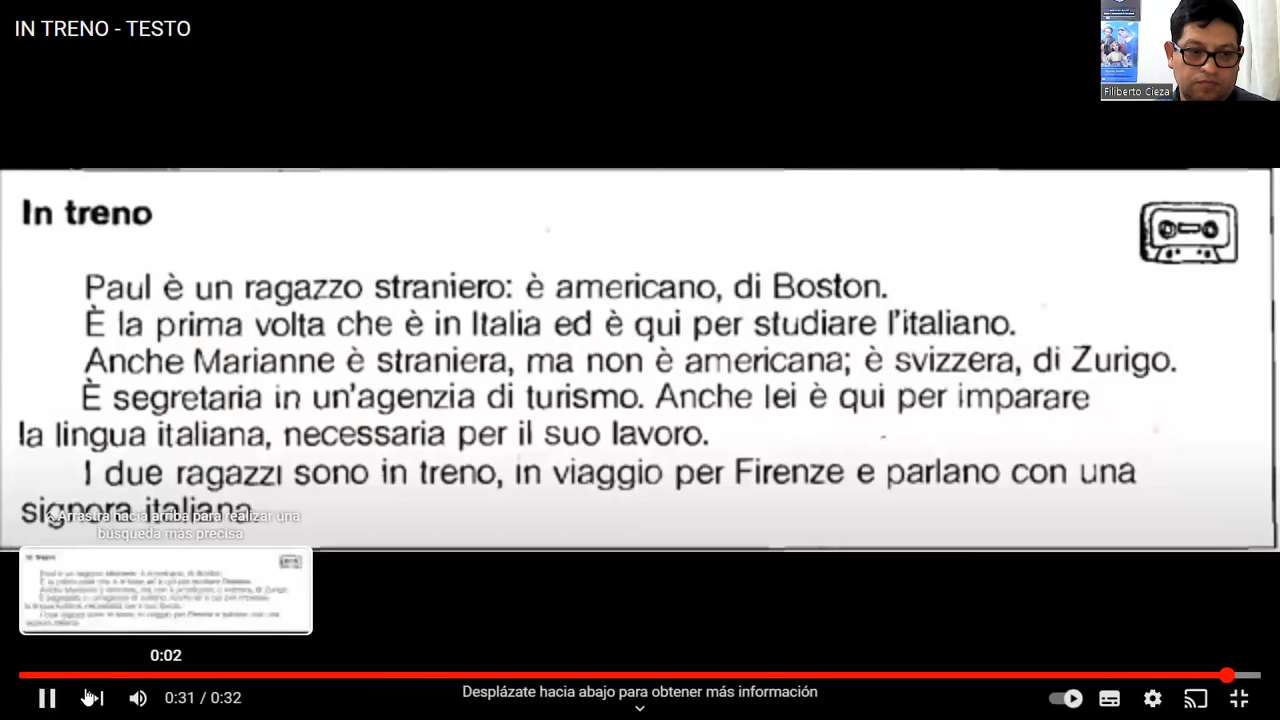 IN TRENO - TESTO
Filiberto Cieza
In treno
Paul è un ragazzo straniero: è americano, di Boston.
È la prima volta che è in Italia ed è qui per studiare l'italiano.
Anche Marianne è straniera, ma non è americana; è svizzera, di Zurigo.
È segretaria in un'agenzia di turismo. Anche lei è qui per imparare
la lingua italiana, necessaria per il suo lavoro.
I due ragazzi sono in treno, in viaggio per Firenze e parlano con una
signora italiana.
Arrastra hacia arriba para realizar una
búsqueda más precisa
0:02
0:31 / 0:32
Desplázate hacia abajo para obtener más información